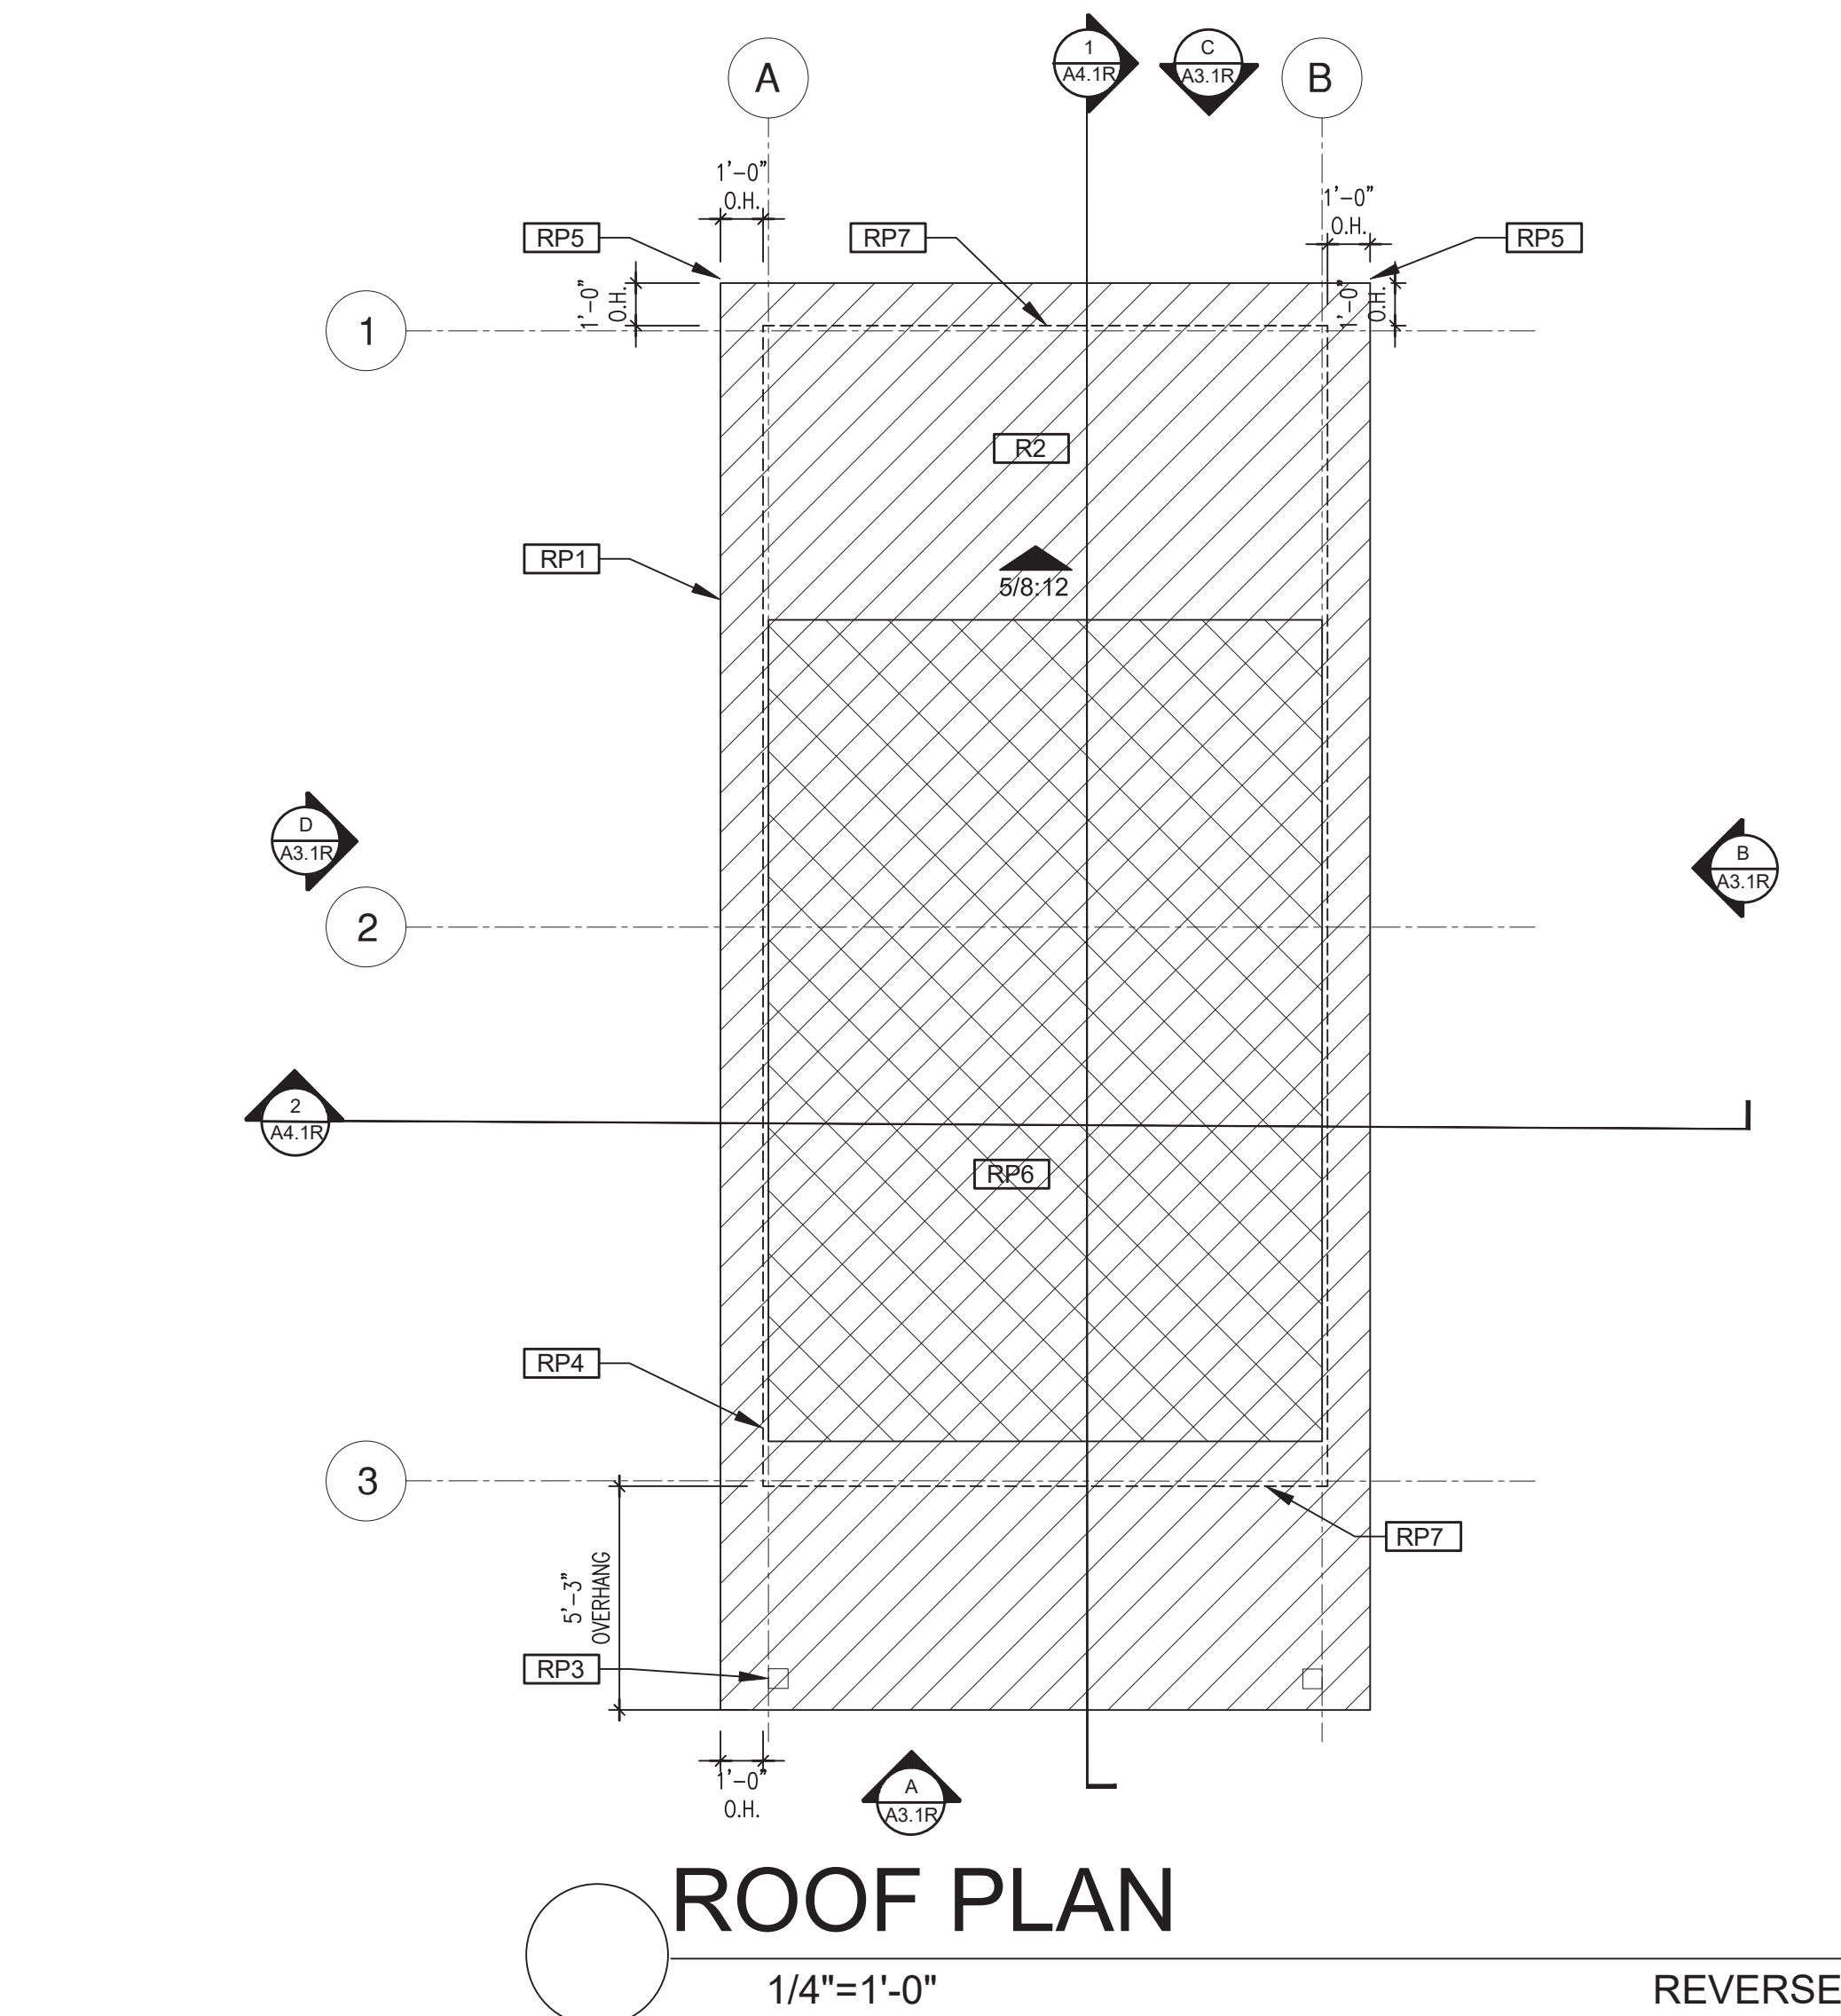 1
A4.1R
C
A3.1R
A
B
1'-0"
O.H.
1'-0"
O.H.
RP5
RP7
RP5
1'-0"
O.H.
1'-0"
O.H.
1
R2
RP1
5/8:12
D
A3.1R
B
A3.1R
2
2
A4.1R
RP6
RP4
3
RP7
5'-3"
OVERHANG
RP3
1'-0"
O.H.
A
A3.1R
ROOF PLAN
1/4"=1'-0"
REVERSE